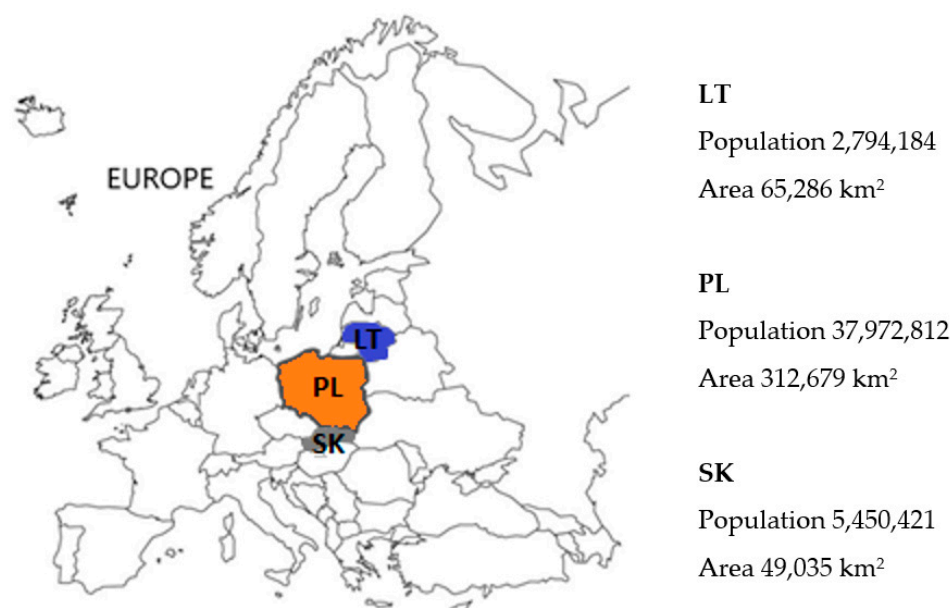 EUROPE
LT
PL
SK
LT
Population 2,794,184
Area 65,286 km²
PL
Population 37,972,812
Area 312,679 km²
SK
Population 5,450,421
Area 49,035 km²